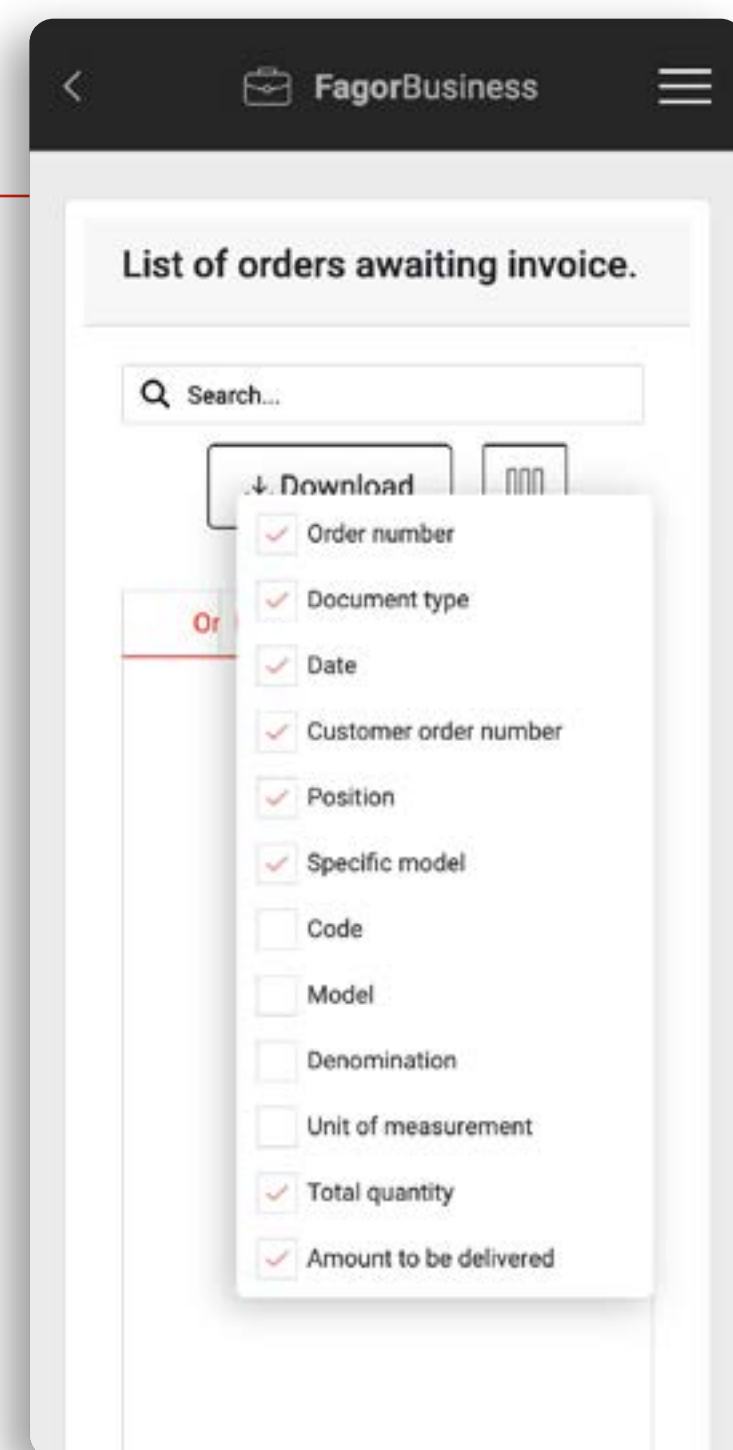 FagorBusiness
List of orders awaiting invoice.
Search...
Download
Or
Order number
Document type
Date
Customer order number
Position
Specific model
Code
Model
Denomination
Unit of measurement
Total quantity
Amount to be delivered